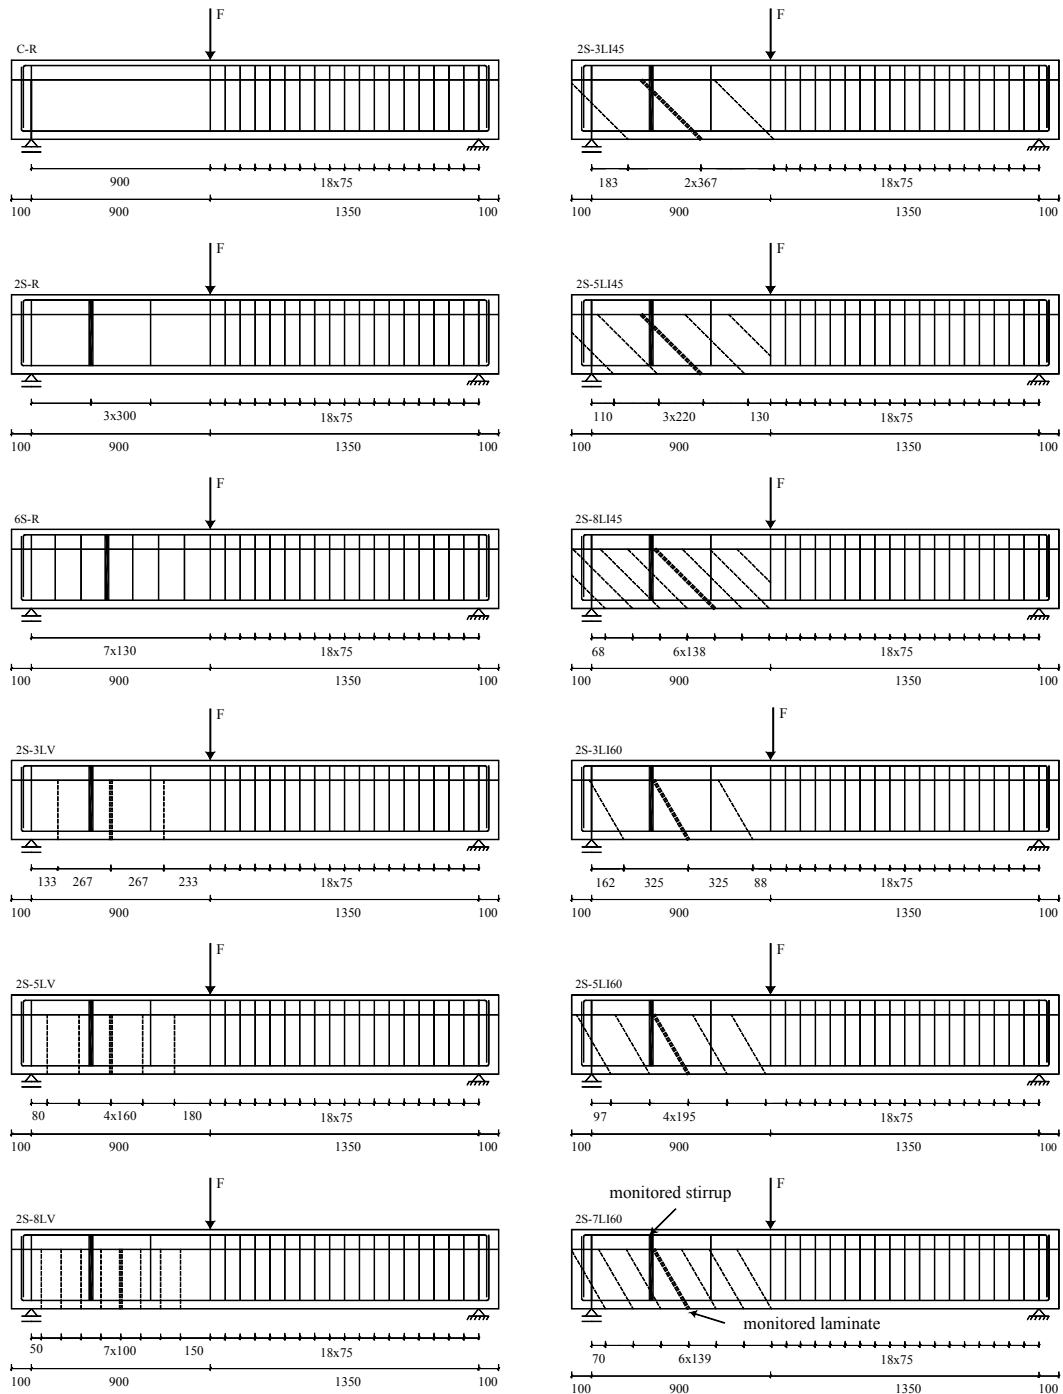 F
C-R
900
18x75
100
900
1350
100
F
2S-R
3x300
18x75
100
900
1350
100
F
6S-R
7x130
18x75
100
900
1350
100
F
2S-3LV
133
267
267
233
18x75
100
900
1350
100
F
2S-5LV
80
4x160
180
18x75
100
900
1350
100
F
2S-8LV
50
7x100
150
18x75
100
900
1350
100
F
2S-3LI45
183
2x367
18x75
100
900
1350
100
F
2S-5LI45
110
3x220
130
18x75
100
900
1350
100
F
2S-8LI45
68
6x138
18x75
100
900
1350
100
F
2S-3LI60
162
325
325
88
18x75
100
900
1350
100
F
2S-5LI60
97
4x195
18x75
100
900
1350
100
monitored stirrup
F
2S-7LI60
monitored laminate
70
6x139
18x75
100
900
1350
100